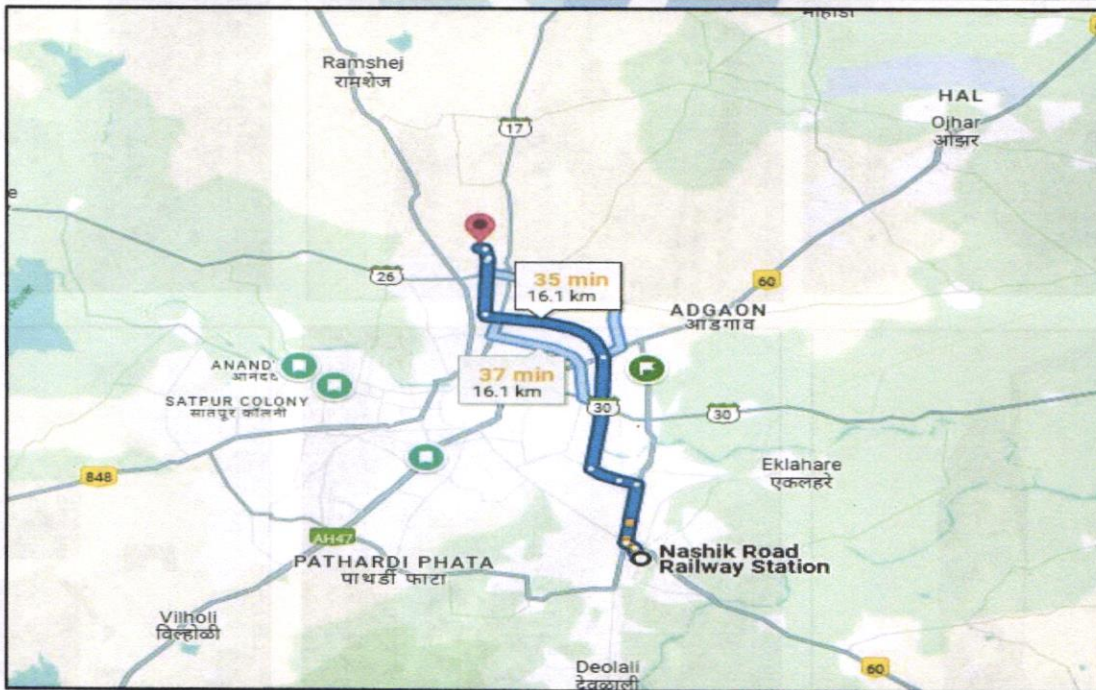 Ramshej
रामशेज
17
HAL
Ojhar
ओझर
26
35 min
16.1 km
60
ADGAON
आडगाव
37 min
16.1 km
SATPUR COLONY
सातपूर कॉलनी
30
30
848
Eklahare
एकलहरे
AH47
PATHARDI PHATA
पाथर्डी फाटा
Nashik Road
Railway Station
Vilholi
विल्होळी
Deolali
देवळाली
60